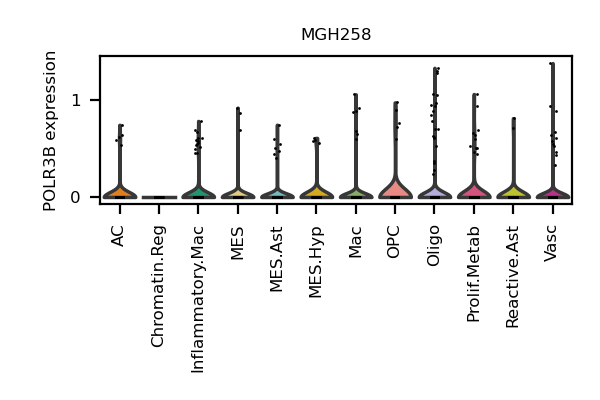 MGH258
POLR3B expression
1
0
AC
Chromatin.Reg
Inflammatory.Mac
MES
MES.Ast
MES.Hyp
Mac
OPC
Oligo
Prolif.Metab
Reactive.Ast
Vasc